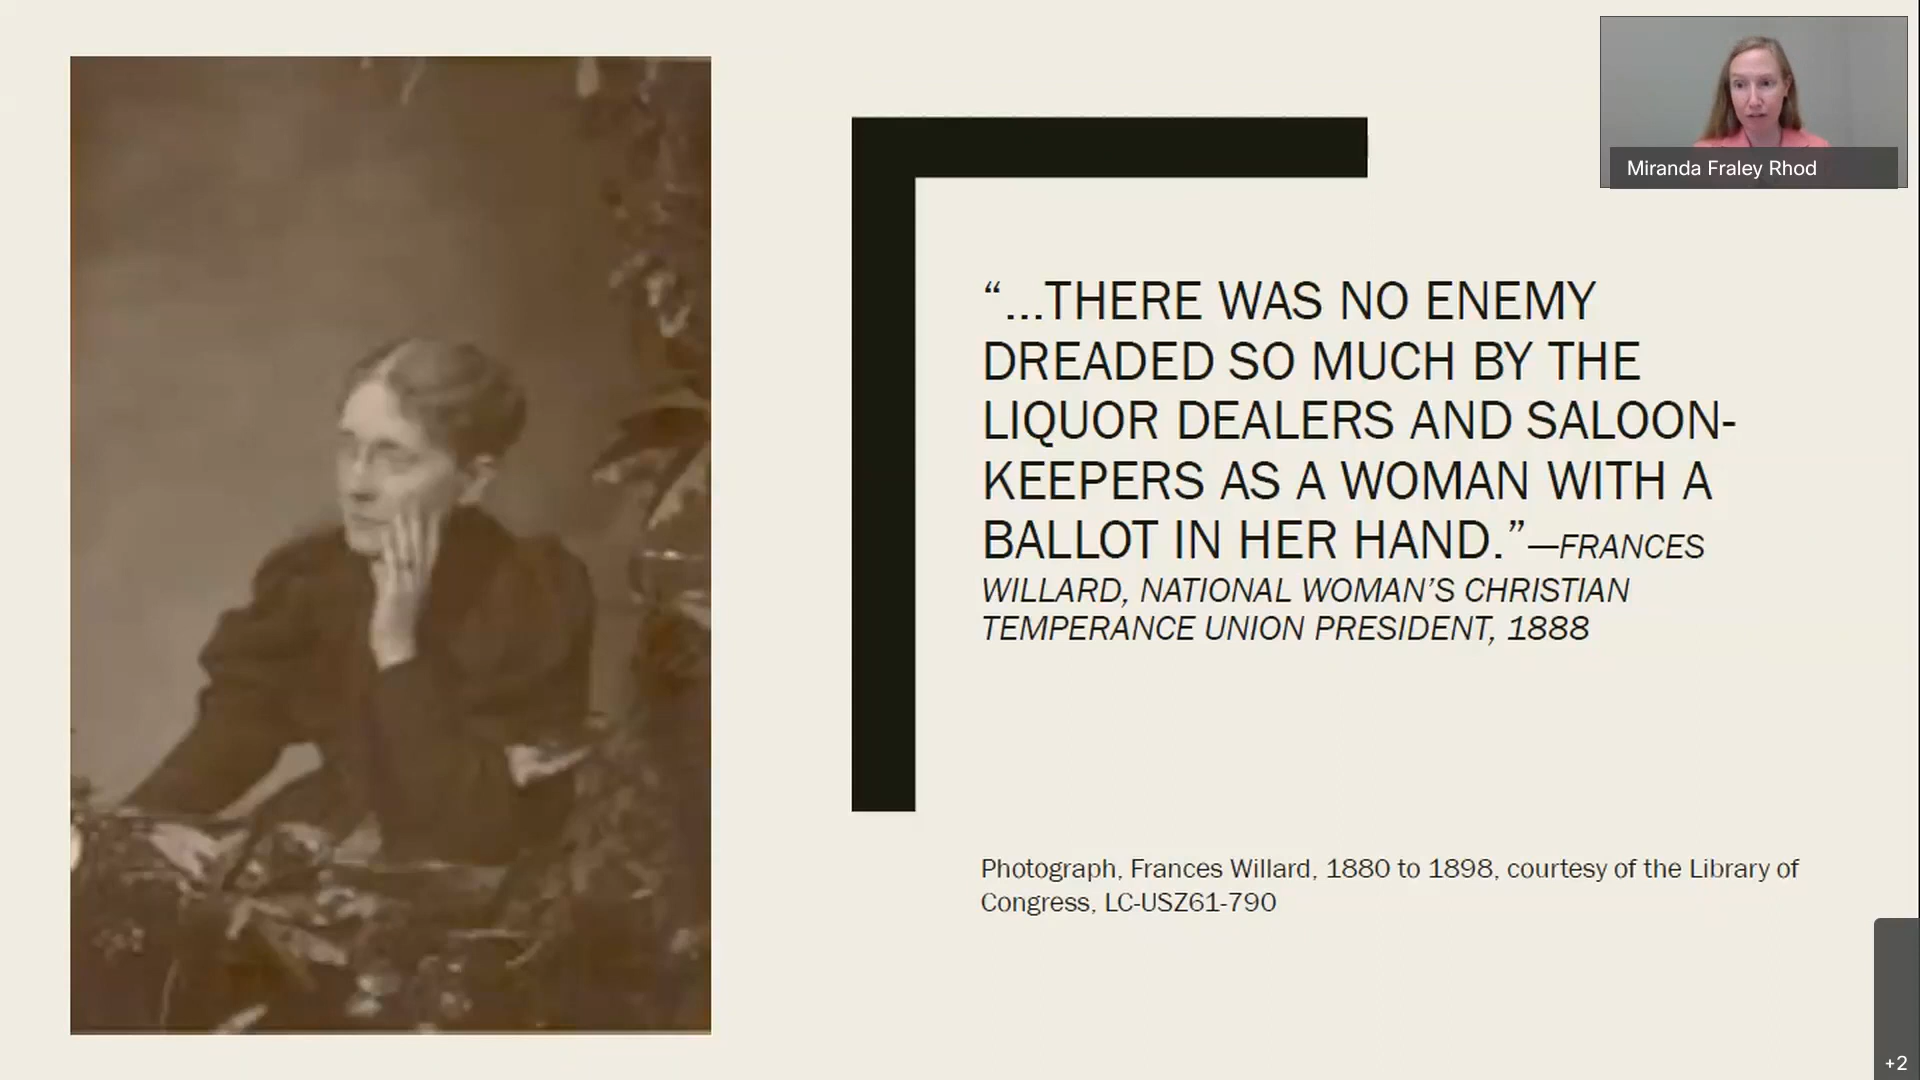 Miranda Fraley Rhod
“…THERE WAS NO ENEMY
DREADED SO MUCH BY THE
LIQUOR DEALERS AND SALOON-
KEEPERS AS A WOMAN WITH A
BALLOT IN HER HAND.”—FRANCES
WILLARD, NATIONAL WOMAN’S CHRISTIAN
TEMPERANCE UNION PRESIDENT, 1888
Photograph, Frances Willard, 1880 to 1898, courtesy of the Library of
Congress, LC-USZ61-790
+2